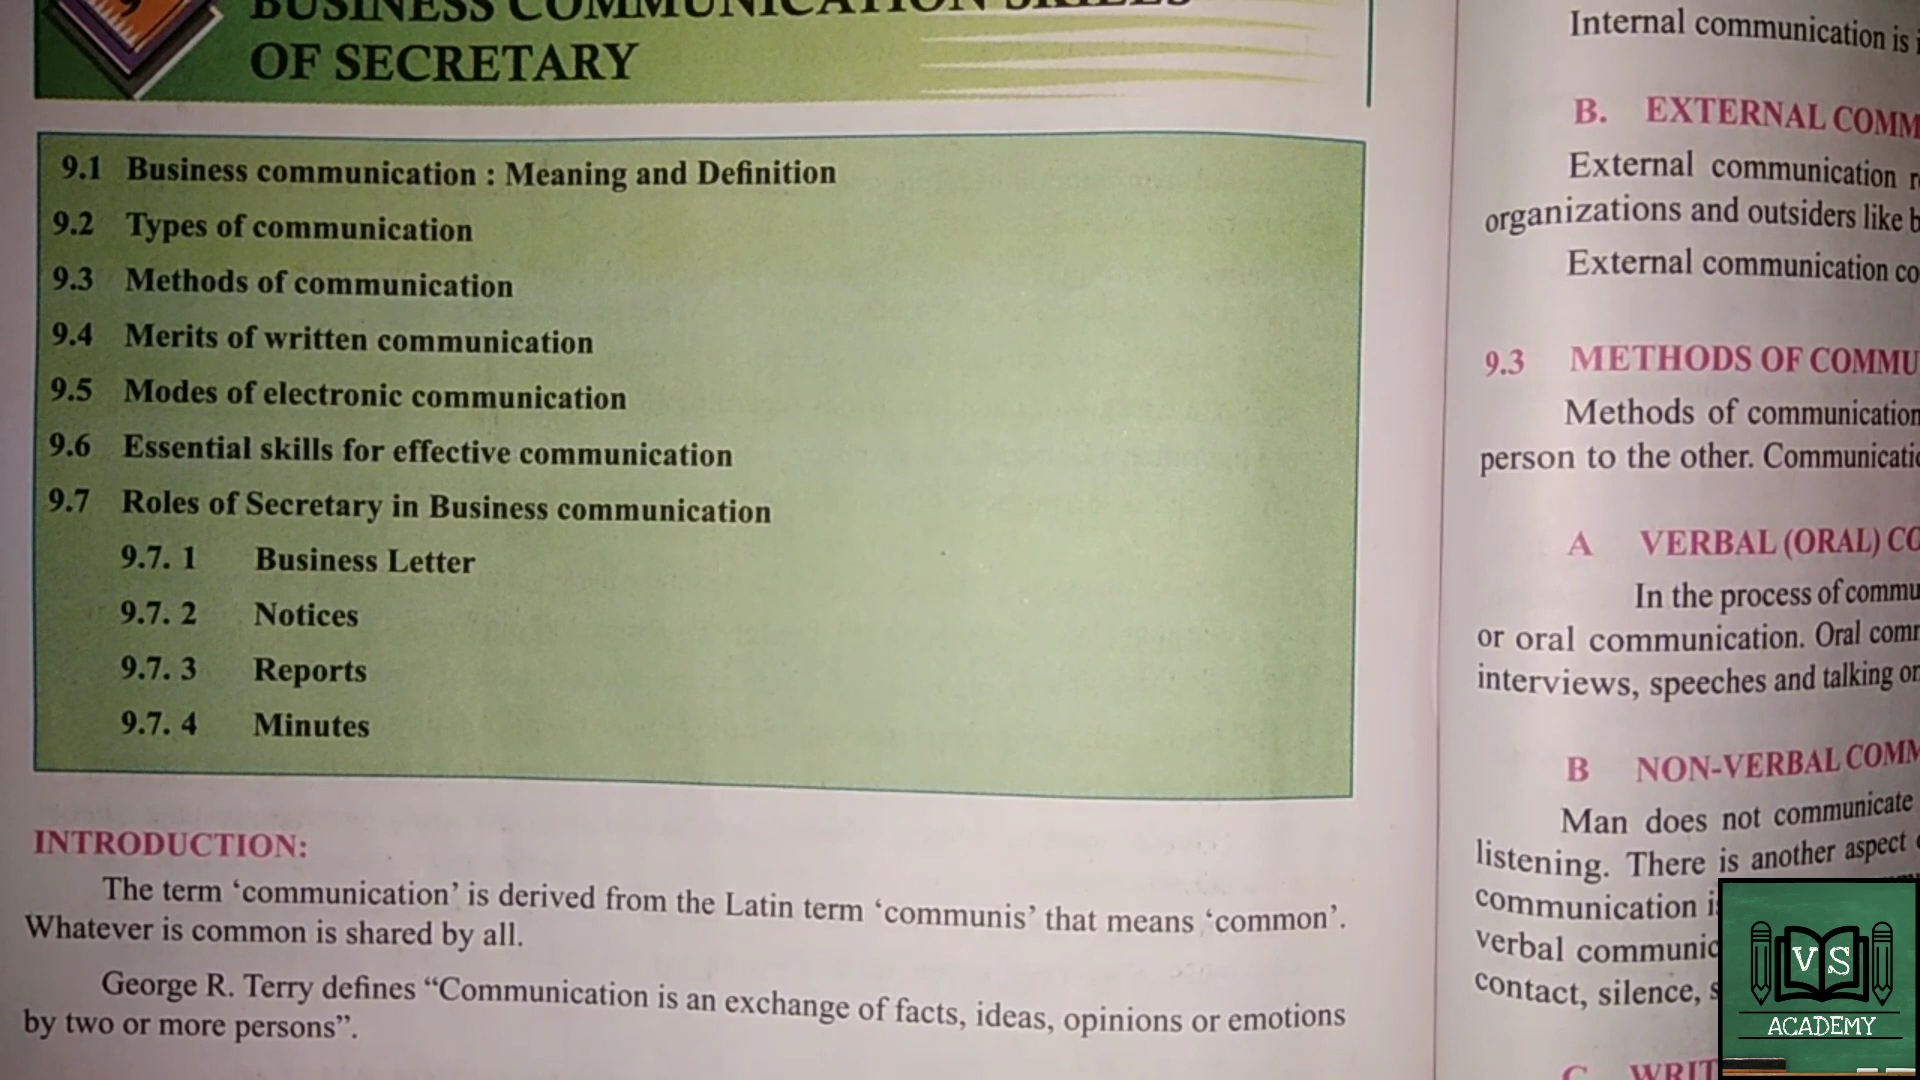 BUSINESS COMMUNICATION SKILLS
OF SECRETARY
9.1 Business communication : Meaning and Definition
9.2 Types of communication
9.3 Methods of communication
9.4 Merits of written communication
9.5 Modes of electronic communication
9.6 Essential skills for effective communication
9.7 Roles of Secretary in Business communication
9.7. 1 Business Letter
9.7. 2 Notices
9.7. 3 Reports
9.7. 4 Minutes
INTRODUCTION:
The term ‘communication’ is derived from the Latin term ‘communis’ that means ‘common’.
Whatever is common is shared by all.
George R. Terry defines “Communication is an exchange of facts, ideas, opinions or emotions
by two or more persons”.
Internal communication is
B. EXTERNAL
External communication
organizations and outsiders like
External communication
9.3 METHODS OF
Methods of communication
person to the other.
A VERBAL (ORAL)
In the process of
or oral communication. Oral
interviews, speeches and talking
B NON-VERBAL
Man does not communicate
listening. There is another aspect
communication
verbal
contact, silence,
C
VS
ACADEMY